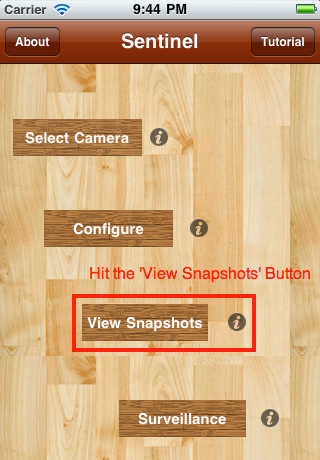 Carrier 9:44 PM
About Sentinel Tutorial
Select Camera
Configure
Hit the 'View Snapshots' Button
View Snapshots
Surveillance